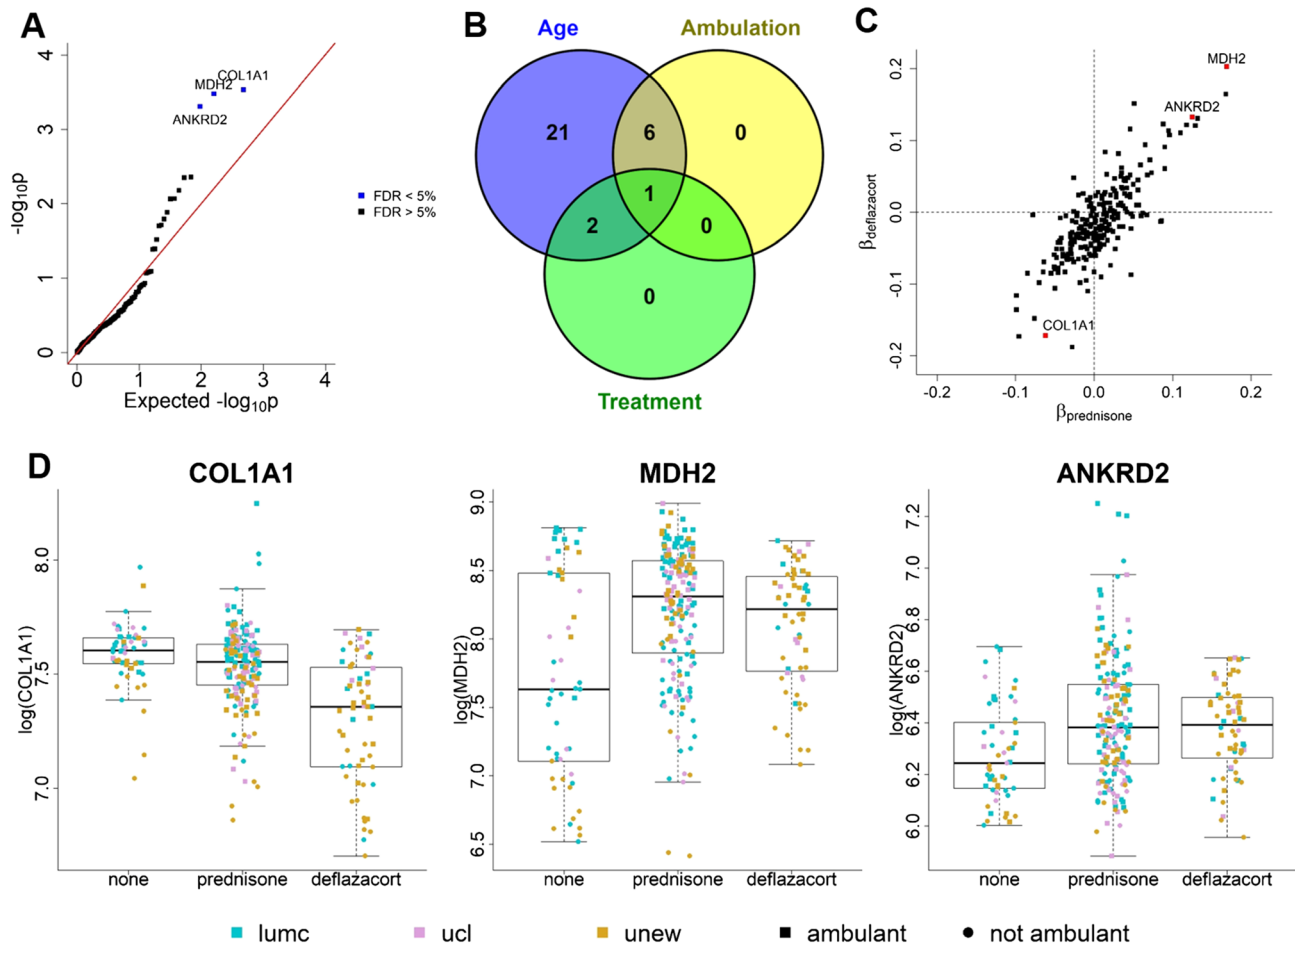 A
4
3
2
1
0
-log10p
COL1A1
MDH2
ANKRD2
0 1 2 3 4
Expected -log10p
FDR < 5%
FDR > 5%
B
Age
Ambulation
21
6
0
1
2
0
0
Treatment
C
0.2
0.1
0.0
-0.1
-0.2
βdeflazacort
MDH2
ANKRD2
COL1A1
-0.2 -0.1 0.0 0.1 0.2
βprednisone
D
COL1A1
8.0
7.5
7.0
log(COL1A1)
none prednisone deflazacort
MDH2
9.0
8.5
8.0
7.5
7.0
6.5
log(MDH2)
none prednisone deflazacort
ANKRD2
7.2
7.0
6.8
6.6
6.4
6.2
6.0
log(ANKRD2)
none prednisone deflazacort
lumc ucl unew ambulant not ambulant